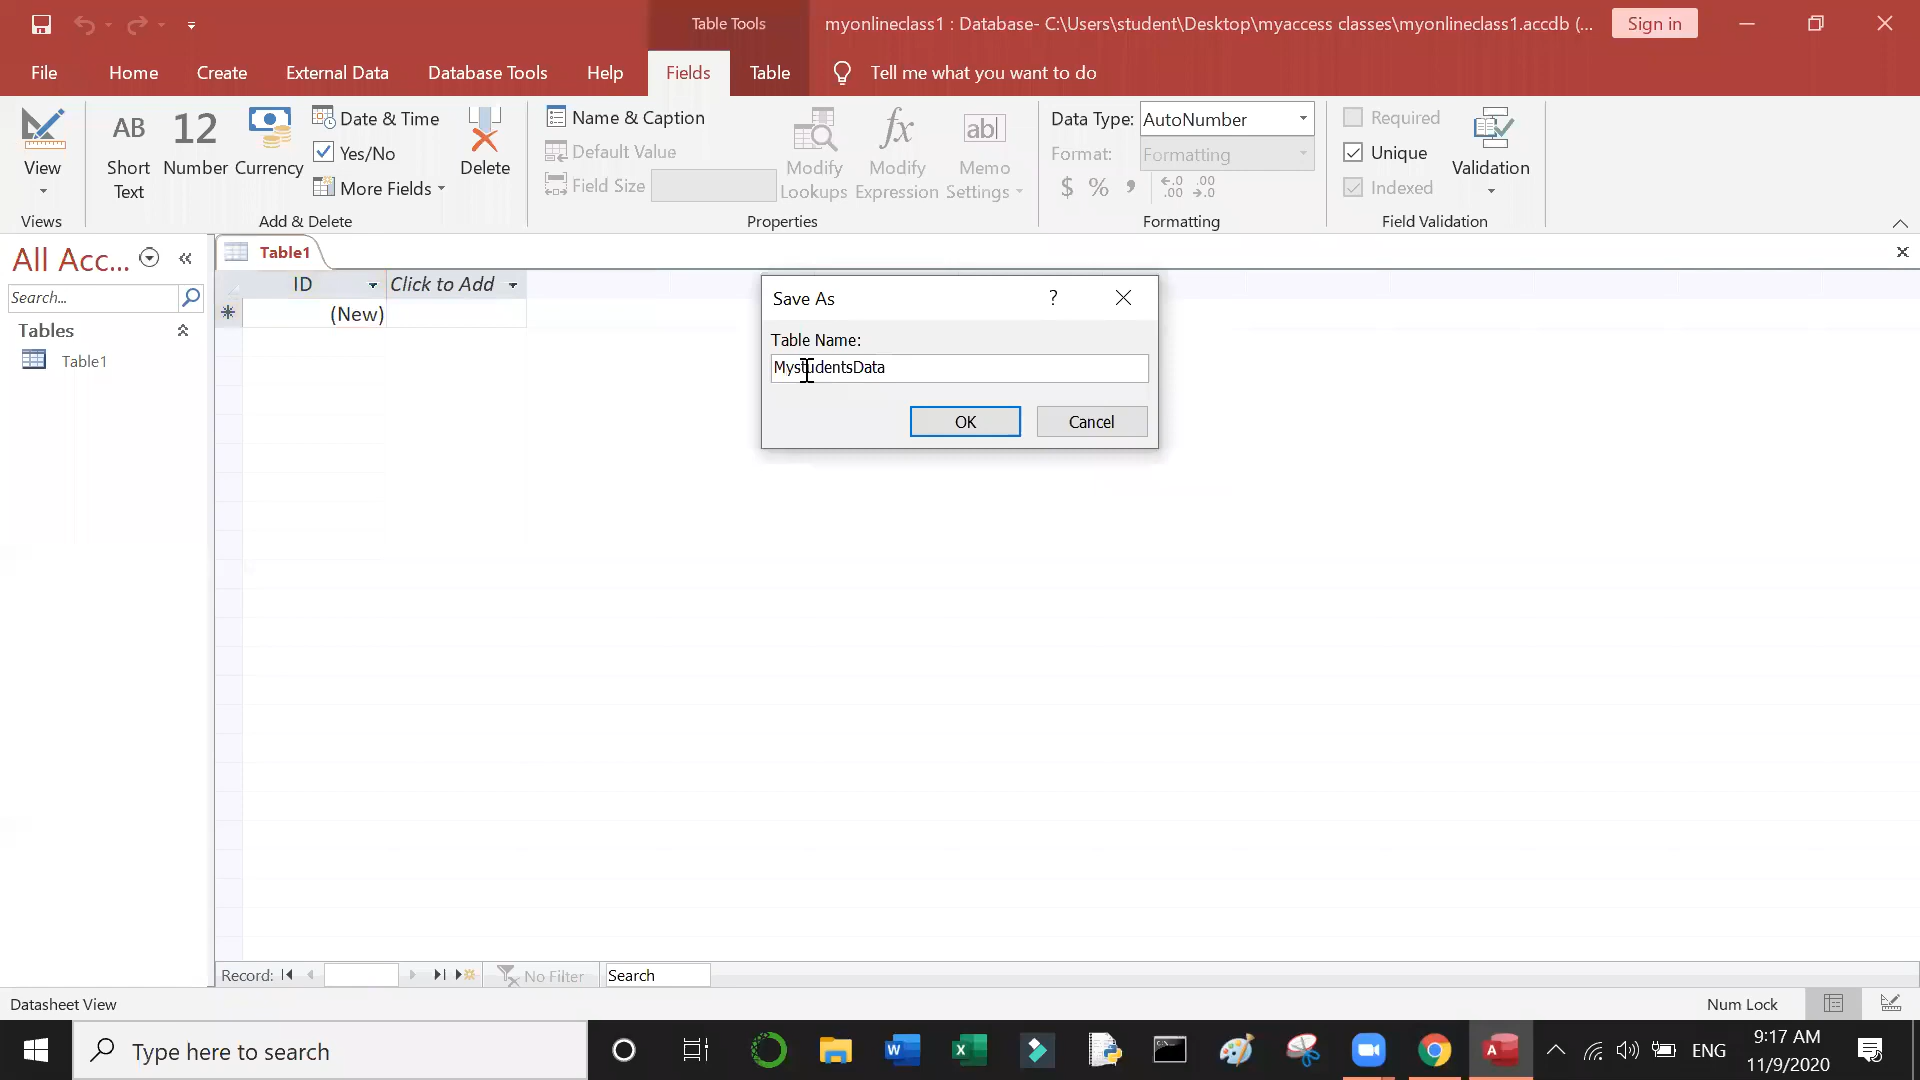 Table Tools
myonlineclass1 : Database- C:\Users\student\Desktop\myaccess classes\myonlineclass1.accdb (...
Sign in
File Home Create External Data Database Tools Help Fields Table Tell me what you want to do
View
Views
AB
Short
Text
12
Number
Currency
Date & Time
Yes/No
More Fields
Delete
Add & Delete
Name & Caption
Default Value
Field Size
Modify
Lookups
fx
Modify
Expression
ab|
Memo
Settings
Properties
Data Type: AutoNumber
Format: Formatting
$ % , ←.0 .00 .00 →.0
Formatting
Required
Unique
Indexed
Validation
Field Validation
All Acc...
Search...
Tables
Table1
Table1
ID Click to Add
(New)
Save As ?
Table Name:
MystudentsData
OK Cancel
Record: No Filter Search
Datasheet View
Num Lock
Type here to search
ENG
9:17 AM
11/9/2020